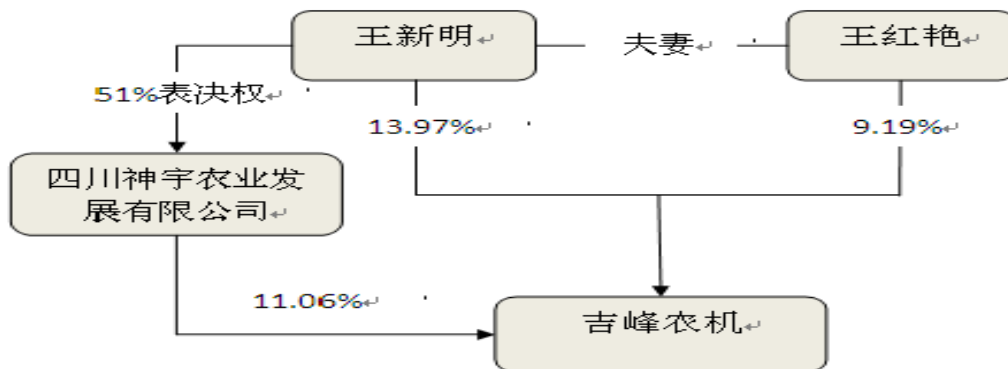 王新明
夫妻
王红艳
51%表决权
13.97%
9.19%
四川神宇农业发
展有限公司
11.06%
吉峰农机